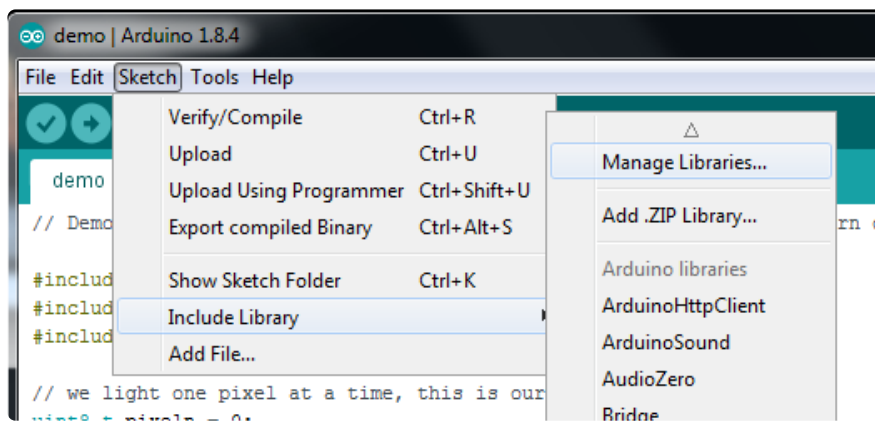 demo | Arduino 1.8.4
File Edit Sketch Tools Help
Verify/Compile Ctrl+R
Upload Ctrl+U
Upload Using Programmer Ctrl+Shift+U
Export compiled Binary Ctrl+Alt+S
Show Sketch Folder Ctrl+K
Include Library
Add File...
Manage Libraries...
Add .ZIP Library...
Arduino libraries
ArduinoHttpClient
ArduinoSound
AudioZero
Bridge
demo
// Demo
#includ
#includ
#includ
// we light one pixel at a time, this is our
uint8_t pixeln = 0;